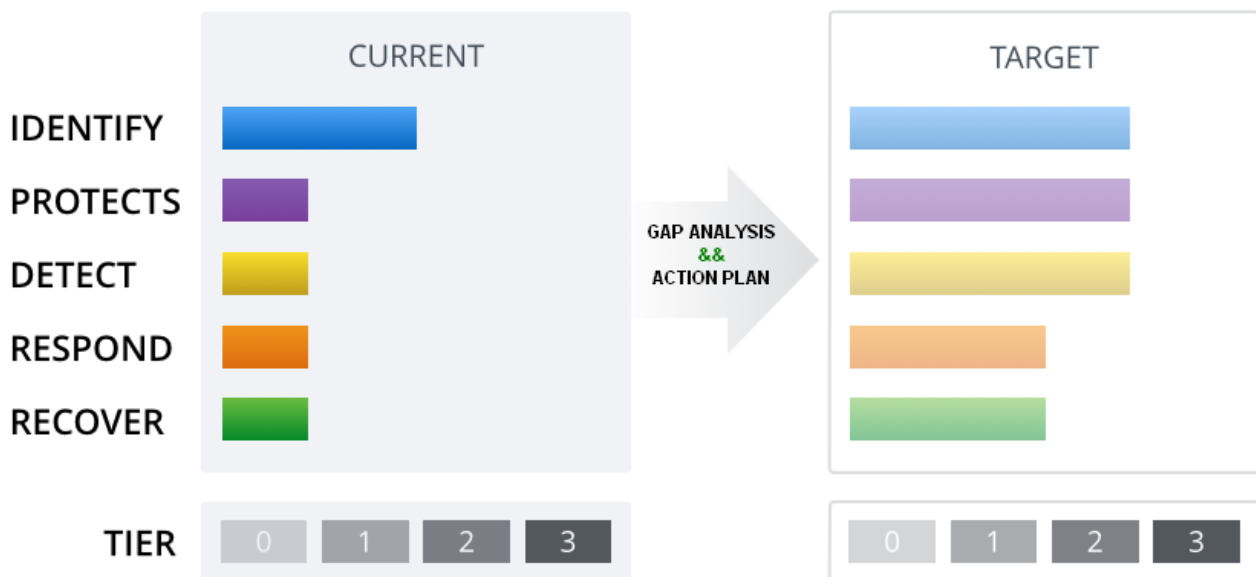 CURRENT
TARGET
IDENTIFY
PROTECTS
DETECT
RESPOND
RECOVER
GAP ANALYSIS
&&
ACTION PLAN
TIER
0 1 2 3
0 1 2 3